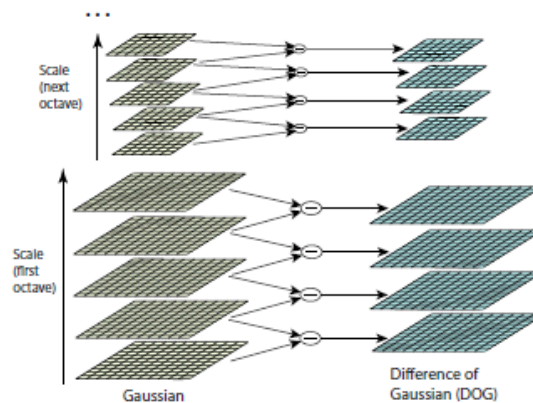 ...
Scale
(next
octave)
Scale
(first
octave)
Gaussian
Difference of
Gaussian (DOG)